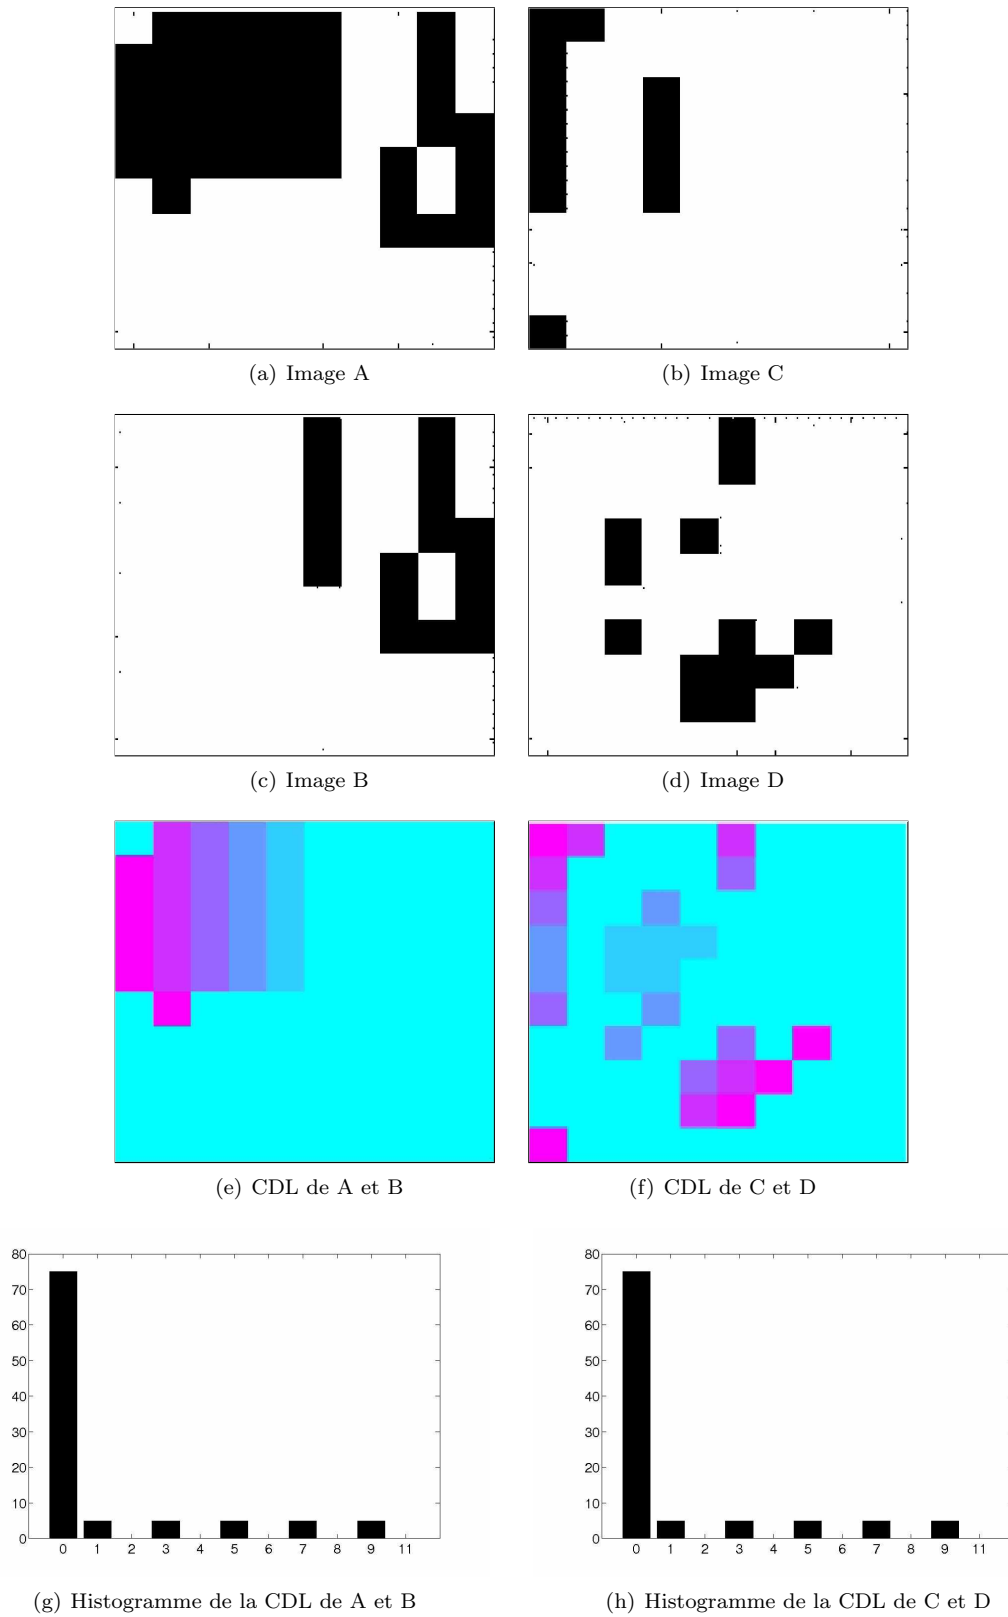 (a) Image A
(b) Image C
(c) Image B
(d) Image D
(e) CDL de A et B
(f) CDL de C et D
80
70
60
50
40
30
20
10
0
0 1 2 3 4 5 6 7 8 9 11
80
70
60
50
40
30
20
10
0
0 1 2 3 4 5 6 7 8 9 11
(g) Histogramme de la CDL de A et B
(h) Histogramme de la CDL de C et D